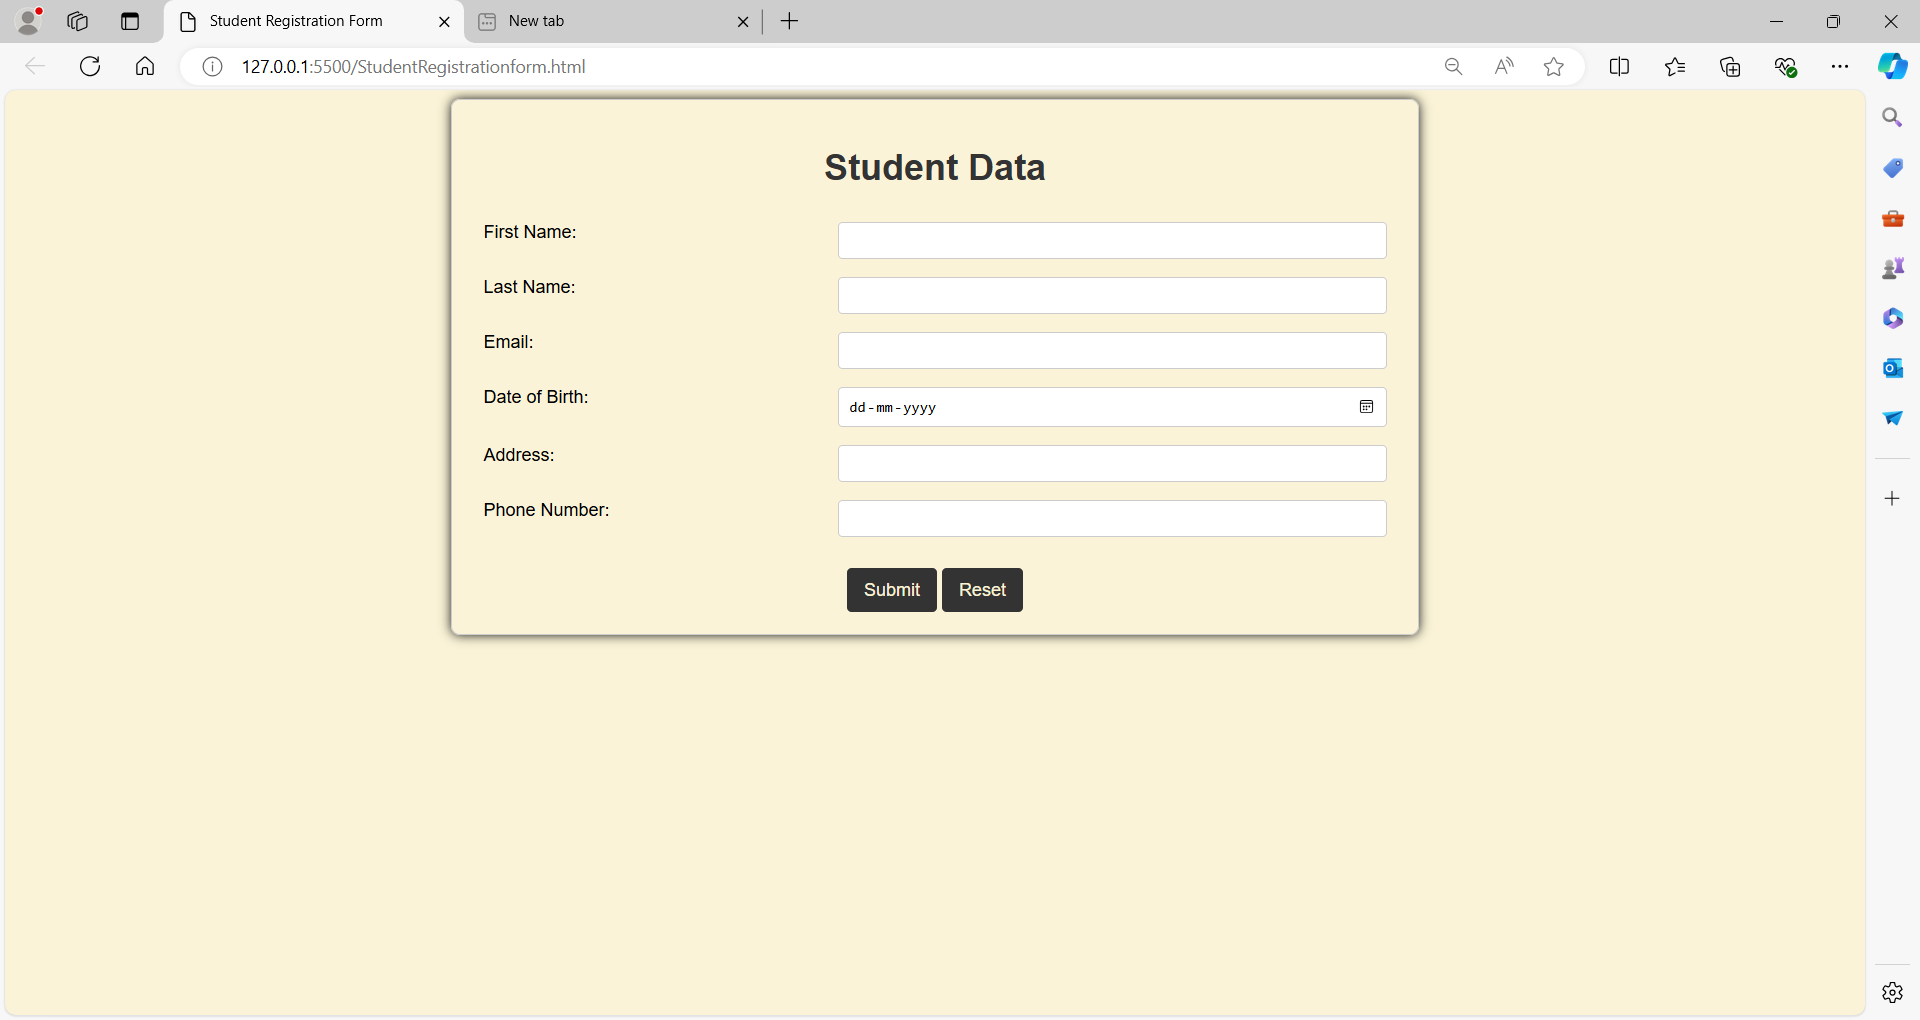 Student Registration Form
New tab
127.0.0.1:5500/StudentRegistrationform.html
Student Data
First Name:
Last Name:
Email:
Date of Birth:
dd-mm-yyyy
Address:
Phone Number:
Submit Reset